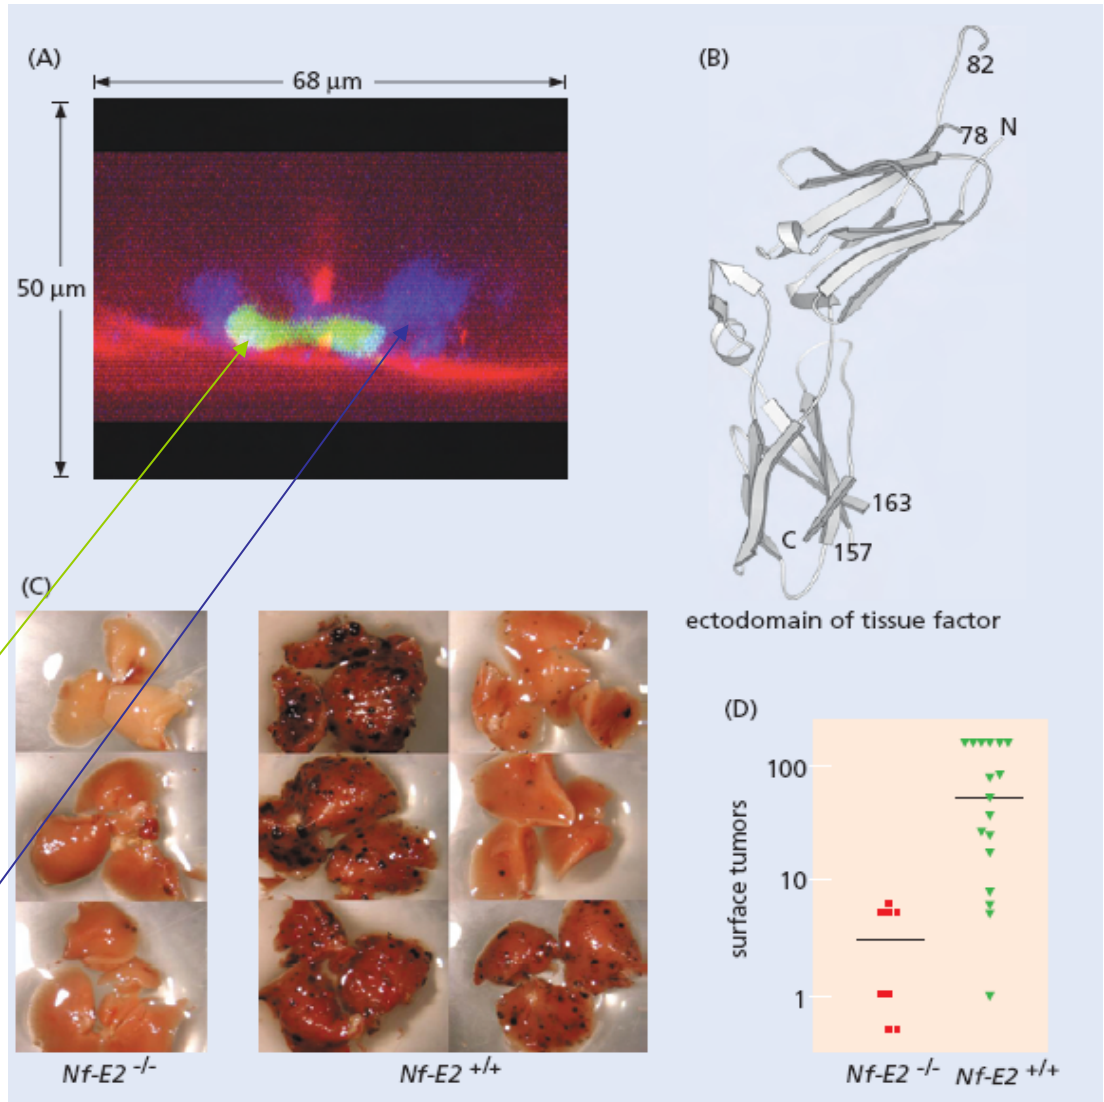 (A)
68 µm
50 µm
(B)
82
78 N
163
C
157
ectodomain of tissue factor
(C)
Nf-E2 -/-
Nf-E2 +/+
(D)
surface tumors
100
10
1
Nf-E2 -/- Nf-E2 +/+